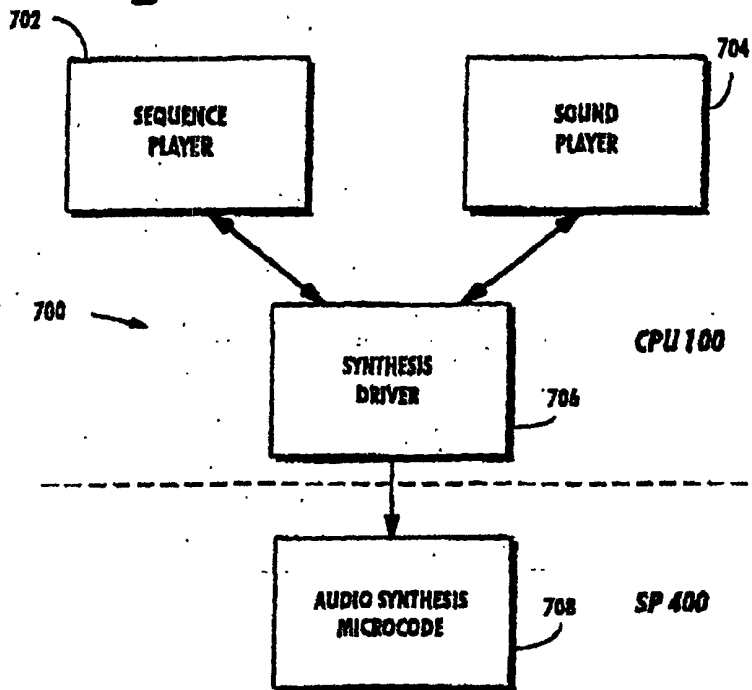 702
704
SEQUENCE
PLAYER
SOUND
PLAYER
700
CPU 100
SYNTHESIS
DRIVER
706
AUDIO SYNTHESIS
MICROCODE
708
SP 400